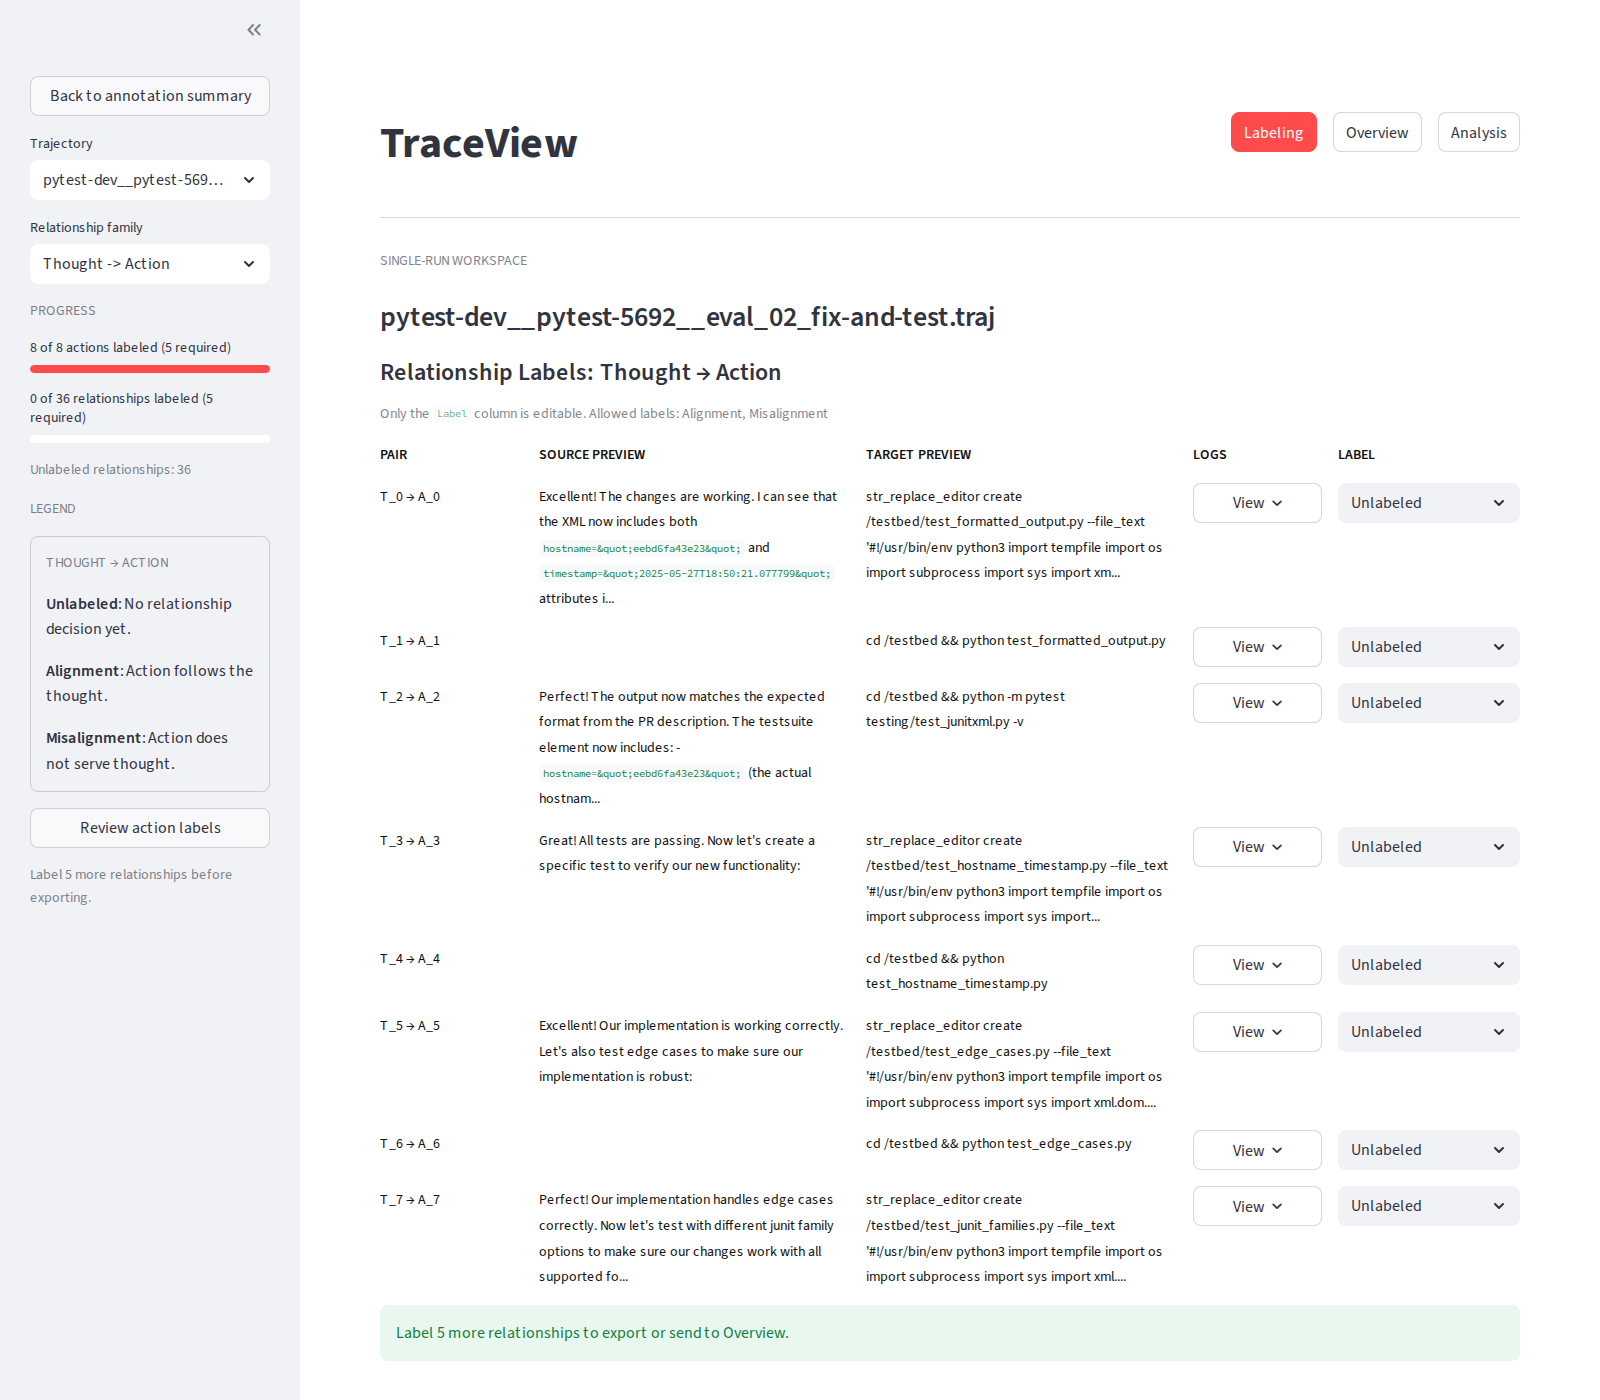 Back to annotation summary
Trajectory
pytest-dev__pytest-569...
Relationship family
Thought -> Action
PROGRESS
8 of 8 actions labeled (5 required)
0 of 36 relationships labeled (5
required)
Unlabeled relationships: 36
LEGEND
THOUGHT → ACTION
Unlabeled: No relationship
decision yet.
Alignment: Action follows the
thought.
Misalignment: Action does
not serve thought.
Review action labels
Label 5 more relationships before
exporting.
TraceView
Labeling
Overview
Analysis
SINGLE-RUN WORKSPACE
pytest-dev__pytest-5692__eval_02_fix-and-test.traj
Relationship Labels: Thought → Action
Only the Label column is editable. Allowed labels: Alignment, Misalignment
PAIR SOURCE PREVIEW TARGET PREVIEW LOGS LABEL
T_0 → A_0
Excellent! The changes are working. I can see that
the XML now includes both
hostname=&quot;eebd6fa43e23&quot; and
timestamp=&quot;2025-05-27T18:50:21.077799&quot;
attributes i...
str_replace_editor create
/testbed/test_formatted_output.py --file_text
'#!/usr/bin/env python3 import tempfile import os
import subprocess import sys import xm...
View
Unlabeled
T_1 → A_1
cd /testbed && python test_formatted_output.py
View
Unlabeled
T_2 → A_2
Perfect! The output now matches the expected
format from the PR description. The testsuite
element now includes: -
hostname=&quot;eebd6fa43e23&quot; (the actual
hostnam...
cd /testbed && python -m pytest
testing/test_junitxml.py -v
View
Unlabeled
T_3 → A_3
Great! All tests are passing. Now let's create a
specific test to verify our new functionality:
str_replace_editor create
/testbed/test_hostname_timestamp.py --file_text
'#!/usr/bin/env python3 import tempfile import os
import subprocess import sys import...
View
Unlabeled
T_4 → A_4
cd /testbed && python
test_hostname_timestamp.py
View
Unlabeled
T_5 → A_5
Excellent! Our implementation is working correctly.
Let's also test edge cases to make sure our
implementation is robust:
str_replace_editor create
/testbed/test_edge_cases.py --file_text
'#!/usr/bin/env python3 import tempfile import os
import subprocess import sys import xml.dom....
View
Unlabeled
T_6 → A_6
cd /testbed && python test_edge_cases.py
View
Unlabeled
T_7 → A_7
Perfect! Our implementation handles edge cases
correctly. Now let's test with different junit family
options to make sure our changes work with all
supported fo...
str_replace_editor create
/testbed/test_junit_families.py --file_text
'#!/usr/bin/env python3 import tempfile import os
import subprocess import sys import xml....
View
Unlabeled
Label 5 more relationships to export or send to Overview.